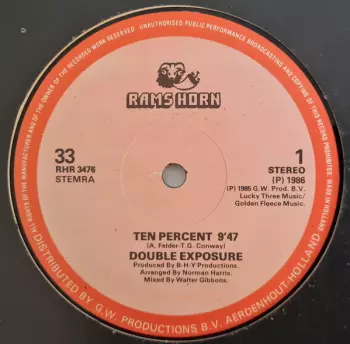 ALL RIGHTS OF THE MANUFACTURER AND OF THE OWNER OF THE RECORDED WORK RESERVED. UNAUTHORISED PUBLIC PERFORMANCE BROADCASTING AND COPYING OF THIS RECORD PROHIBITED. MADE IN HOLLAND
RAMS HORN
33
RHR 3476
STEMRA
1
STEREO
(P) 1986
(P) 1985 G.W. Prod. B.V.
Lucky Three Music/
Golden Fleece Music.
TEN PERCENT 9'47
(A. Felder-T.G. Conway)
DOUBLE EXPOSURE
Produced by B-H-Y Productions.
Arranged by Norman Harris.
Mixed by Walter Gibbons.
DISTRIBUTED BY G.W. PRODUCTIONS B.V. AERDENHOUT-HOLLAND